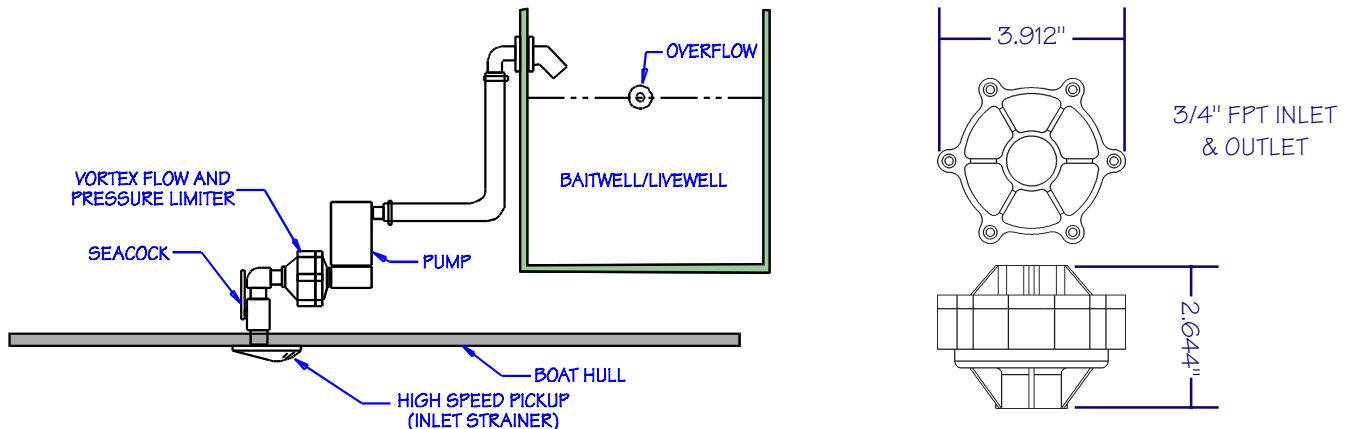 OVERFLOW
BAITWELL/LIVEWELL
VORTEX FLOW AND
PRESSURE LIMITER
SEACOCK
PUMP
BOAT HULL
HIGH SPEED PICKUP
(INLET STRAINER)
3.912"
3/4" FPT INLET
& OUTLET
2.644"